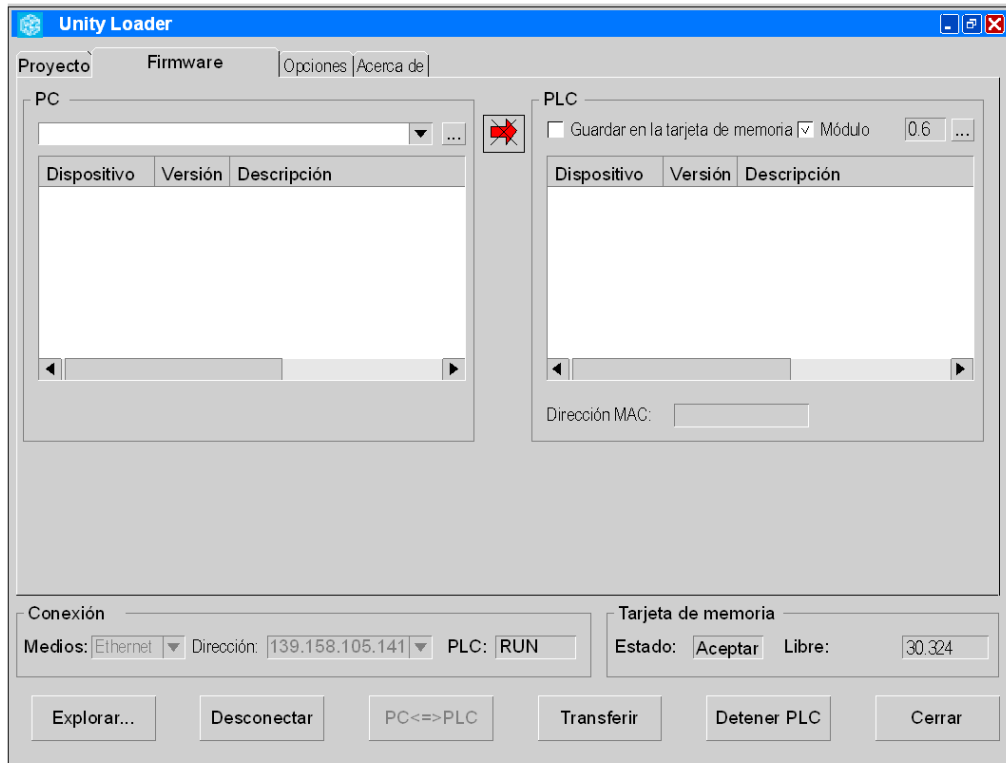 Unity Loader
Proyecto Firmware Opciones Acerca de
PC
...
Dispositivo Versión Descripción
PLC
Guardar en la tarjeta de memoria Módulo 0.6 ...
Dispositivo Versión Descripción
Dirección MAC:
Conexión
Medios: Ethernet Dirección: 139.158.105.141 PLC: RUN
Tarjeta de memoria
Estado: Aceptar Libre: 30.324
Explorar... Desconectar PC<=>PLC Transferir Detener PLC Cerrar